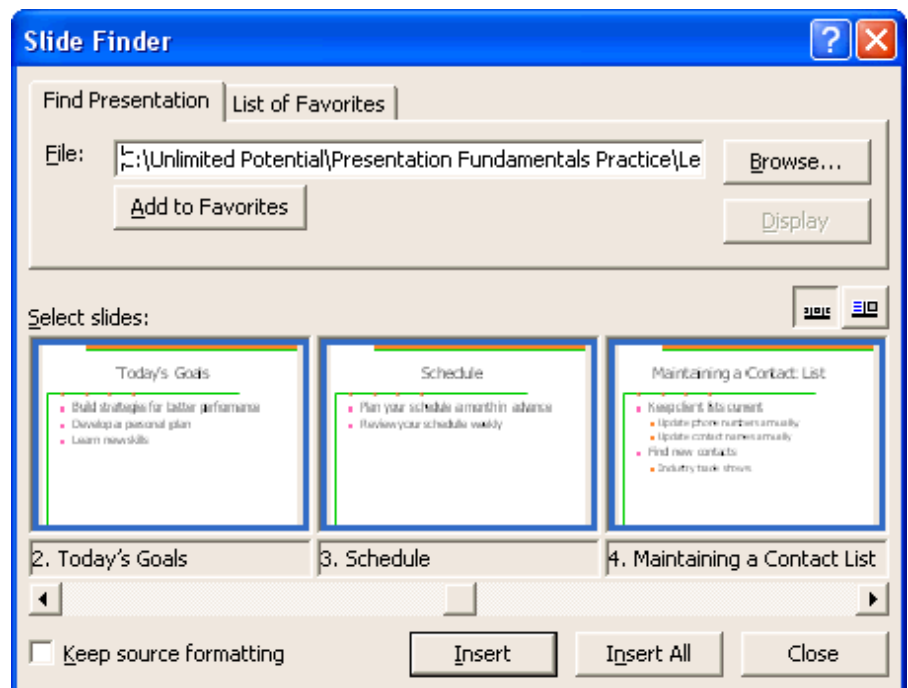 Slide Finder
Find Presentation
List of Favorites
File:
C:\Unlimited Potential\Presentation Fundamentals Practice\Le
Browse...
Add to Favorites
Display
Select slides:
Today's Goals
Build strategies for better performance
Develop a personal plan
Learn new skills
Schedule
Plan your schedule a month in advance
Review your schedule weekly
Maintaining a Contact List
Keep client lists current
Update phone numbers annually
Update contact names annually
Find new contacts
Industry trade shows
2. Today's Goals
3. Schedule
4. Maintaining a Contact List
Keep source formatting
Insert
Insert All
Close